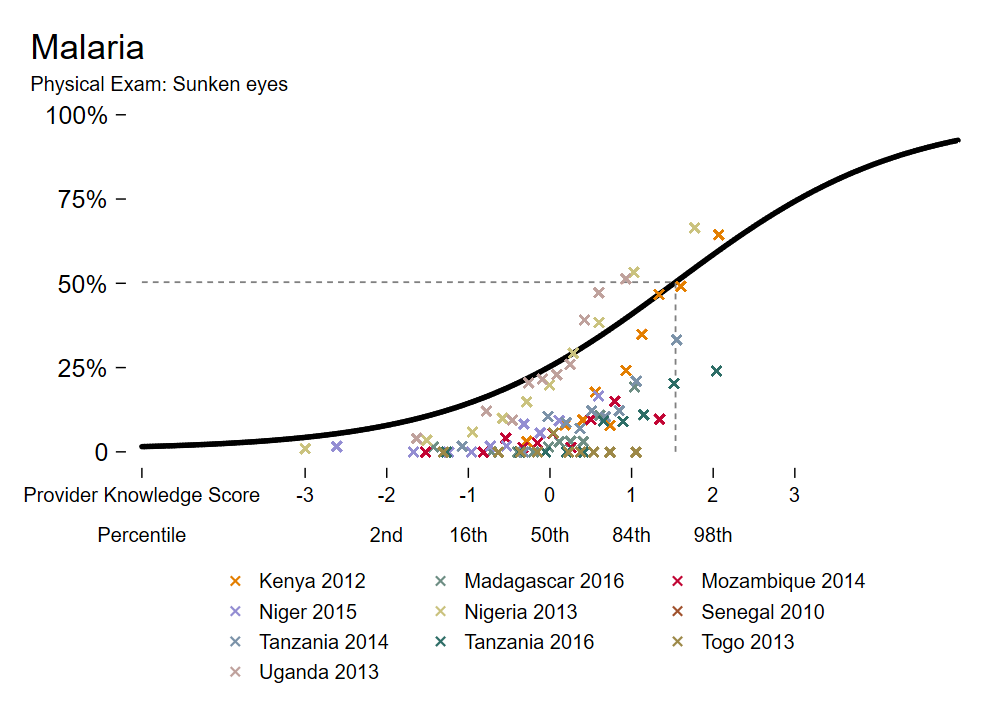 Malaria
Physical Exam: Sunken eyes
100%
75%
50%
25%
0
Provider Knowledge Score -3 -2 -1 0 1 2 3
Percentile 2nd 16th 50th 84th 98th
Kenya 2012 Madagascar 2016 Mozambique 2014
Niger 2015 Nigeria 2013 Senegal 2010
Tanzania 2014 Tanzania 2016 Togo 2013
Uganda 2013